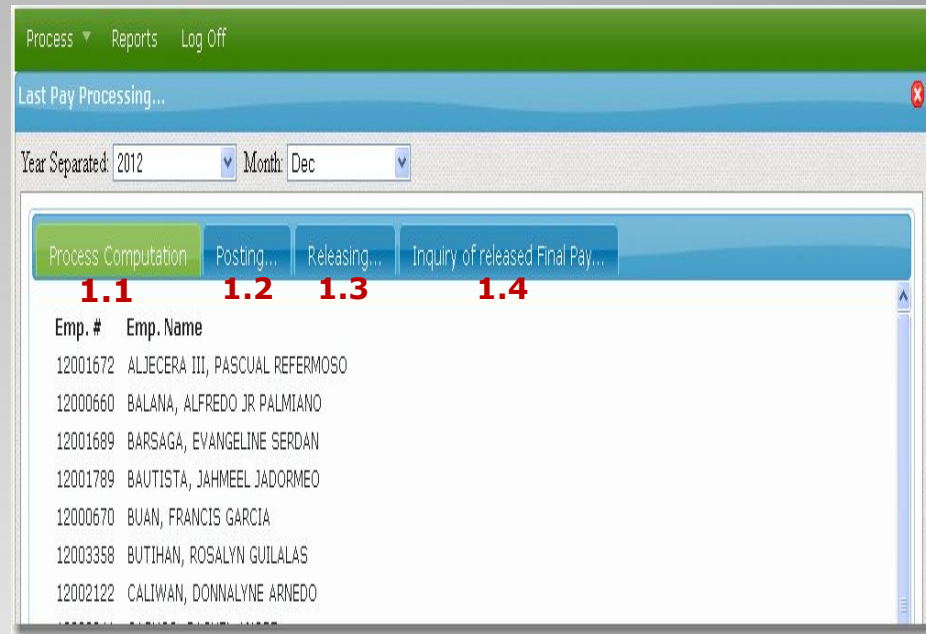 Process Reports Log Off
Last Pay Processing...
Year Separated: 2012 Month: Dec
Process Computation Posting... Releasing... Inquiry of released Final Pay...
1.1 1.2 1.3 1.4
Emp. # Emp. Name
12001672 ALJECERA III, PASCUAL REFERMOSO
12000660 BALANA, ALFREDO JR PALMIANO
12001689 BARSAGA, EVANGELINE SERDAN
12001789 BAUTISTA, JAHMEEL JADORMEO
12000670 BUAN, FRANCIS GARCIA
12003358 BUTIHAN, ROSALYN GUILALAS
12002122 CALIWAN, DONNALYNE ARNEDO